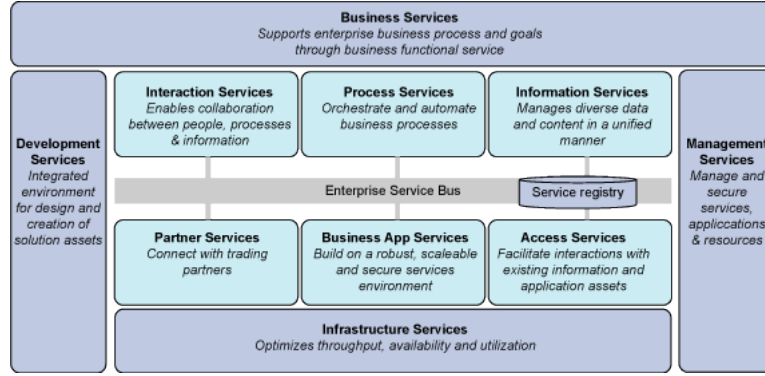 Business Services
Supports enterprise business process and goals
through business functional service
Development
Services
Integrated
environment
for design and
creation of
solution assets
Interaction Services
Enables collaboration
between people, processes
& information
Process Services
Orchestrate and automate
business processes
Information Services
Manages diverse data
and content in a unified
manner
Management
Services
Manage and
secure
services,
appliccations
& resources
Enterprise Service Bus
Service registry
Partner Services
Connect with trading
partners
Business App Services
Build on a robust, scaleable
and secure services
environment
Access Services
Facilitate interactions with
existing information and
application assets
Infrastructure Services
Optimizes throughput, availability and utilization